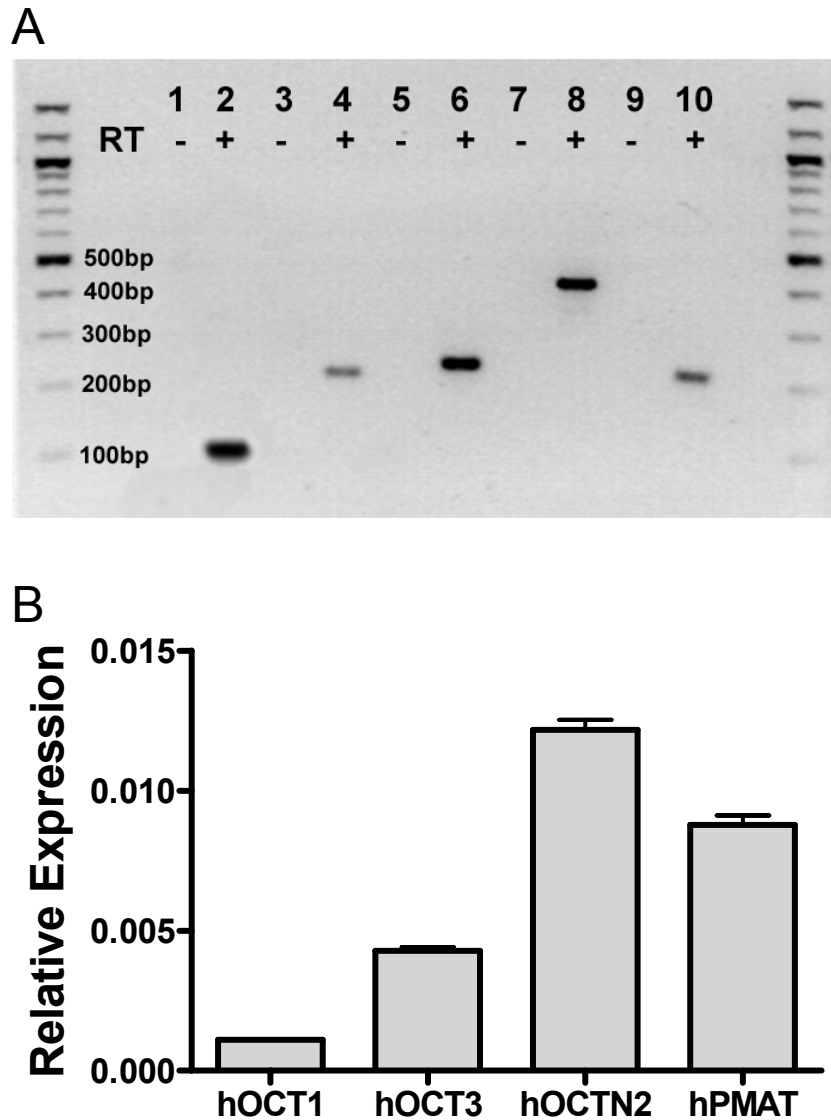 A
1 2 3 4 5 6 7 8 9 10
RT - + - + - + - + - +
500bp
400bp
300bp
200bp
100bp
B
Relative Expression
0.015
0.010
0.005
0.000
hOCT1 hOCT3 hOCTN2 hPMAT